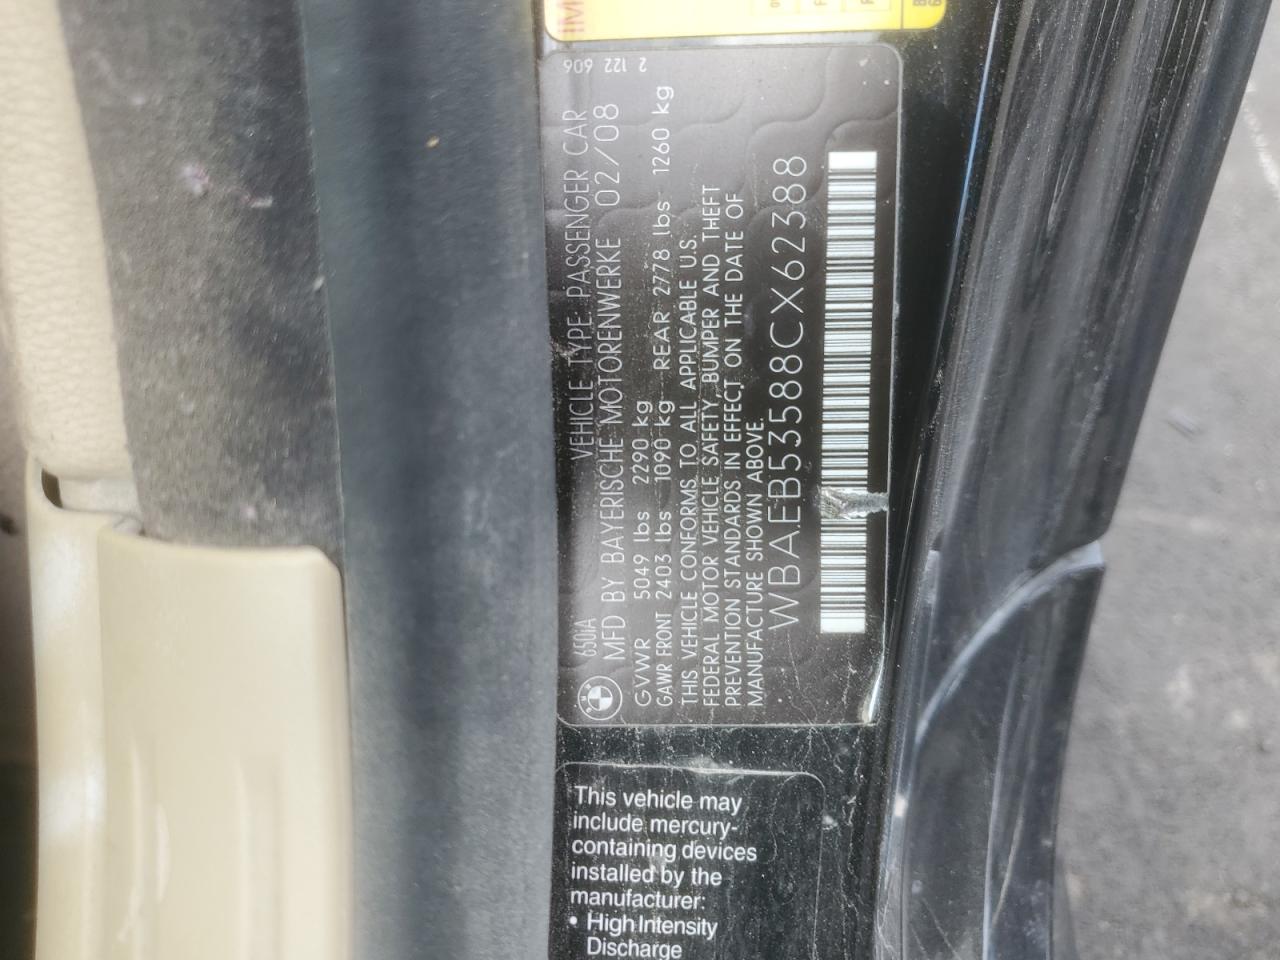 2 122 606
650iA VEHICLE TYPE: PASSENGER CAR
MFD BY BAYERISCHE MOTORENWERKE 02/08
GVWR 5049 lbs 2290 kg
GAWR FRONT 2403 lbs 1090 kg REAR 2778 lbs 1260 kg
THIS VEHICLE CONFORMS TO ALL APPLICABLE U.S.
FEDERAL MOTOR VEHICLE SAFETY, BUMPER AND THEFT
PREVENTION STANDARDS IN EFFECT ON THE DATE OF
MANUFACTURE SHOWN ABOVE.
WBAEB53588CX62388
This vehicle may
include mercury-
containing devices
installed by the
manufacturer:
• High Intensity
Discharge